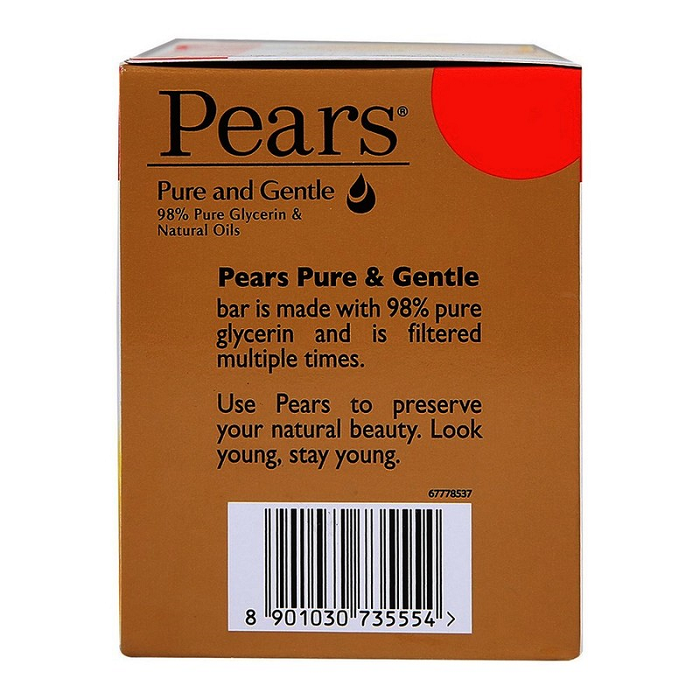 Pears®
Pure and Gentle
98% Pure Glycerin &
Natural Oils
Pears Pure & Gentle
bar is made with 98% pure
glycerin and is filtered
multiple times.
Use Pears to preserve
your natural beauty. Look
young, stay young.
67778537
8 901030 735554 >